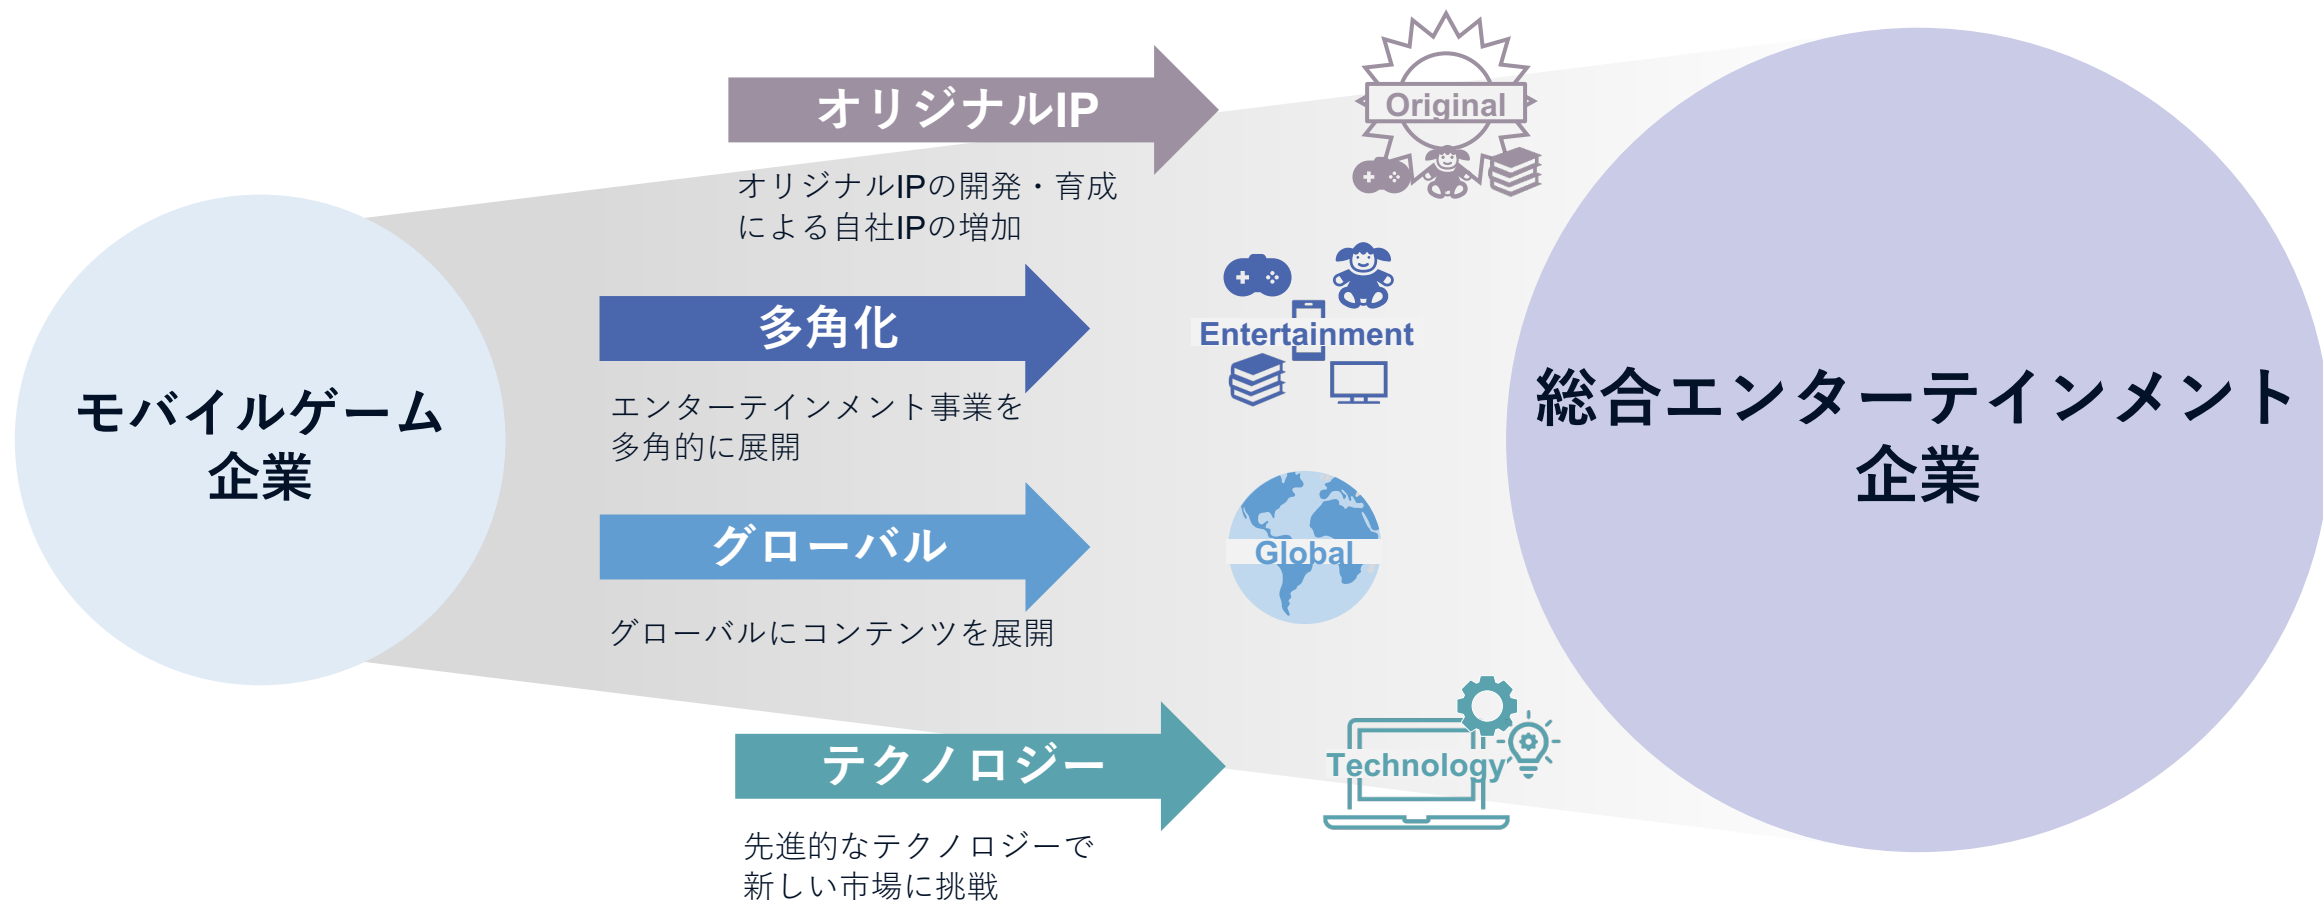 モバイルゲーム
企業
オリジナルIP
オリジナルIPの開発・育成
による自社IPの増加
Original
多角化
エンターテインメント事業を
多角的に展開
Entertainment
グローバル
グローバルにコンテンツを展開
Global
テクノロジー
先進的なテクノロジーで
新しい市場に挑戦
Technology
総合エンターテインメント
企業